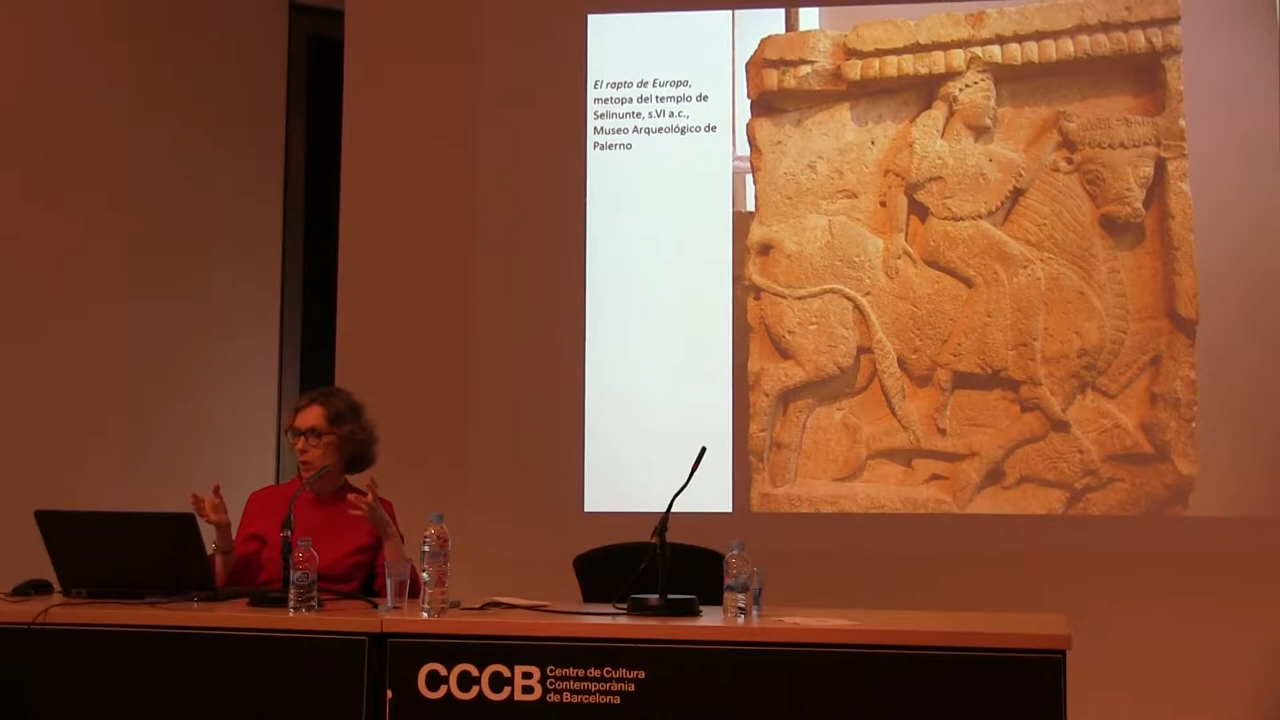 El rapto de Europa,
metopa del templo de
Selinunte, s.VI a.c.,
Museo Arqueológico de
Palerno
CCCB
Centre de Cultura
Contemporània
de Barcelona